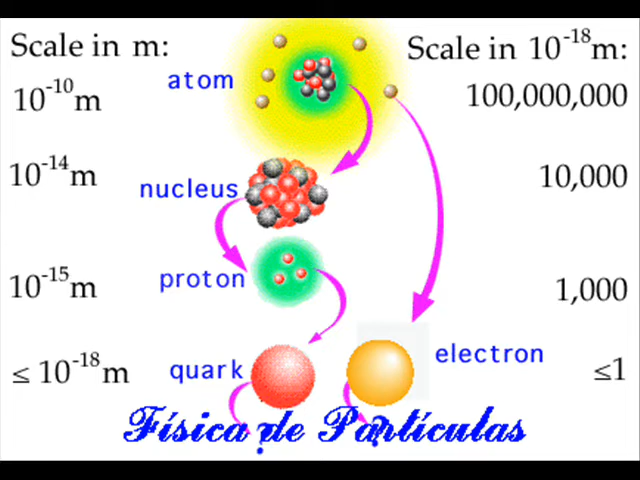 Scale in m:
Scale in 10⁻¹⁸m:
atom
10⁻¹⁰m
100,000,000
10⁻¹⁴m
nucleus
10,000
proton
10⁻¹⁵m
1,000
electron
quark
≤ 10⁻¹⁸m
≤1
Física de Partículas
?
?